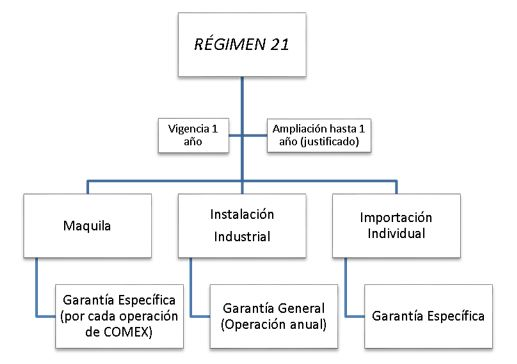 RÉGIMEN 21
Vigencia 1
año
Ampliación hasta 1
año (justificado)
Maquila
Instalación
Industrial
Importación
Individual
Garantía Específica
(por cada operación
de COMEX)
Garantía General
(Operación anual)
Garantía Específica